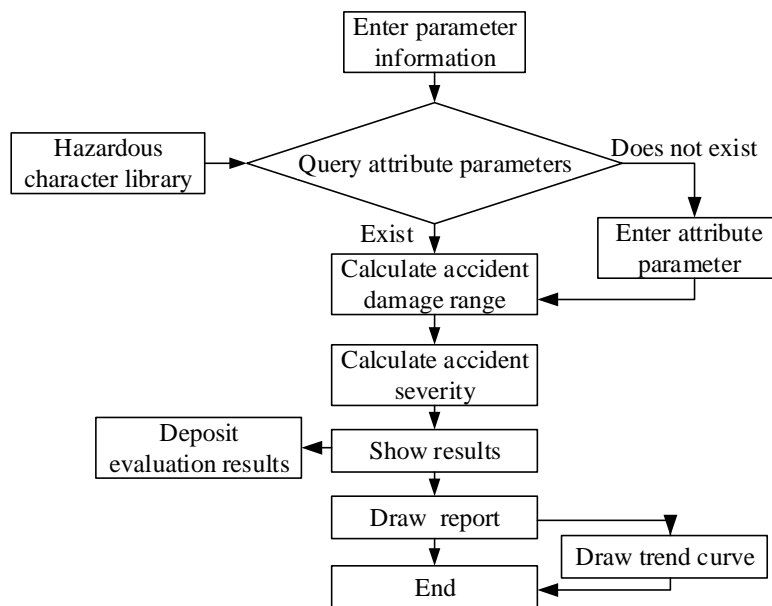 Enter parameter
information
Hazardous
character library
Query attribute parameters
Does not exist
Exist
Enter attribute
parameter
Calculate accident
damage range
Calculate accident
severity
Deposit
evaluation results
Show results
Draw report
Draw trend curve
End